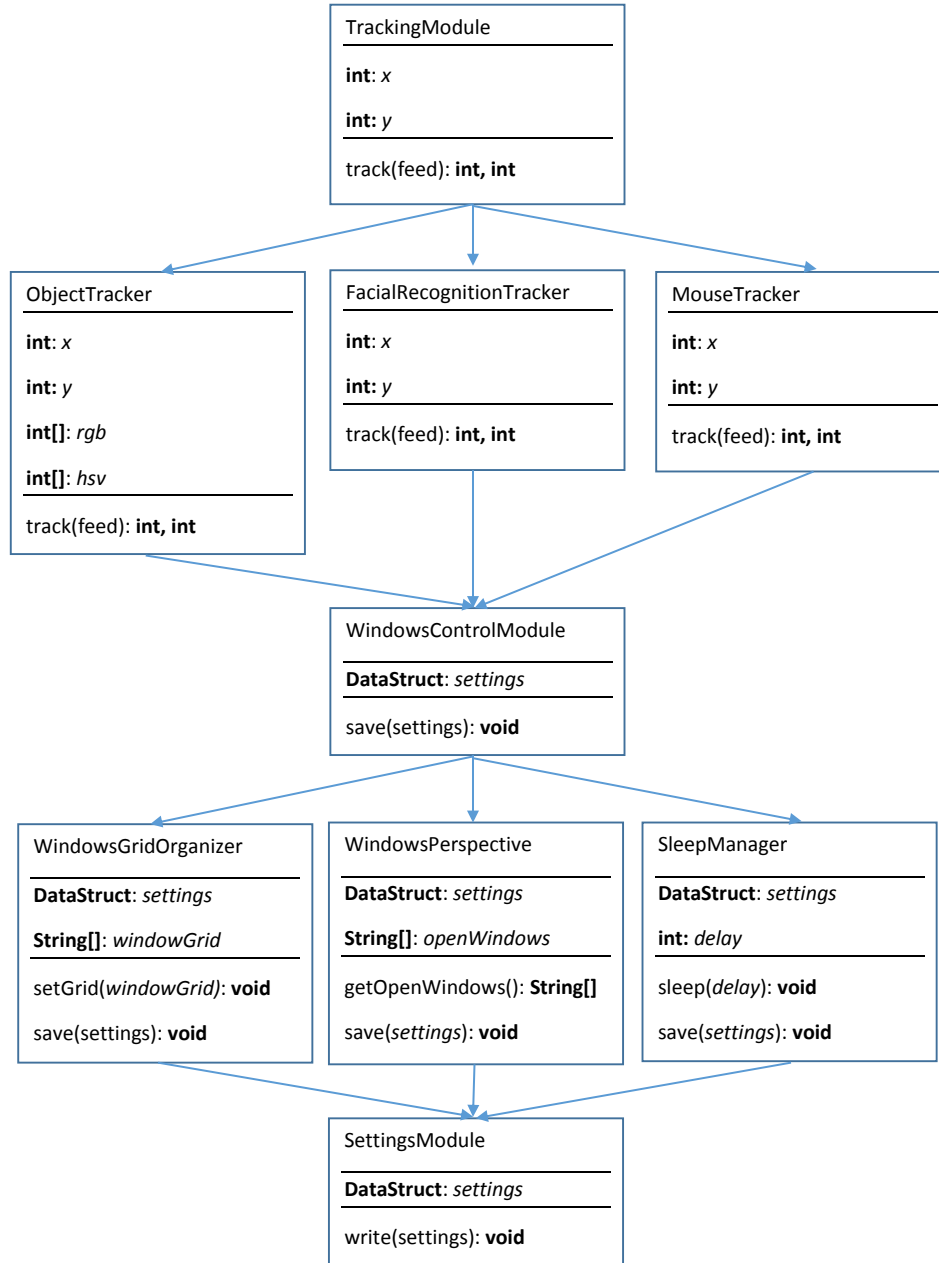 TrackingModule
int: x
int: y
track(feed): int, int
ObjectTracker
int: x
int: y
int[]: rgb
int[]: hsv
track(feed): int, int
FacialRecognitionTracker
int: x
int: y
track(feed): int, int
MouseTracker
int: x
int: y
track(feed): int, int
WindowsControlModule
DataStruct: settings
save(settings): void
WindowsGridOrganizer
DataStruct: settings
String[]: windowGrid
setGrid(windowGrid): void
save(settings): void
WindowsPerspective
DataStruct: settings
String[]: openWindows
getOpenWindows(): String[]
save(settings): void
SleepManager
DataStruct: settings
int: delay
sleep(delay): void
save(settings): void
SettingsModule
DataStruct: settings
write(settings): void